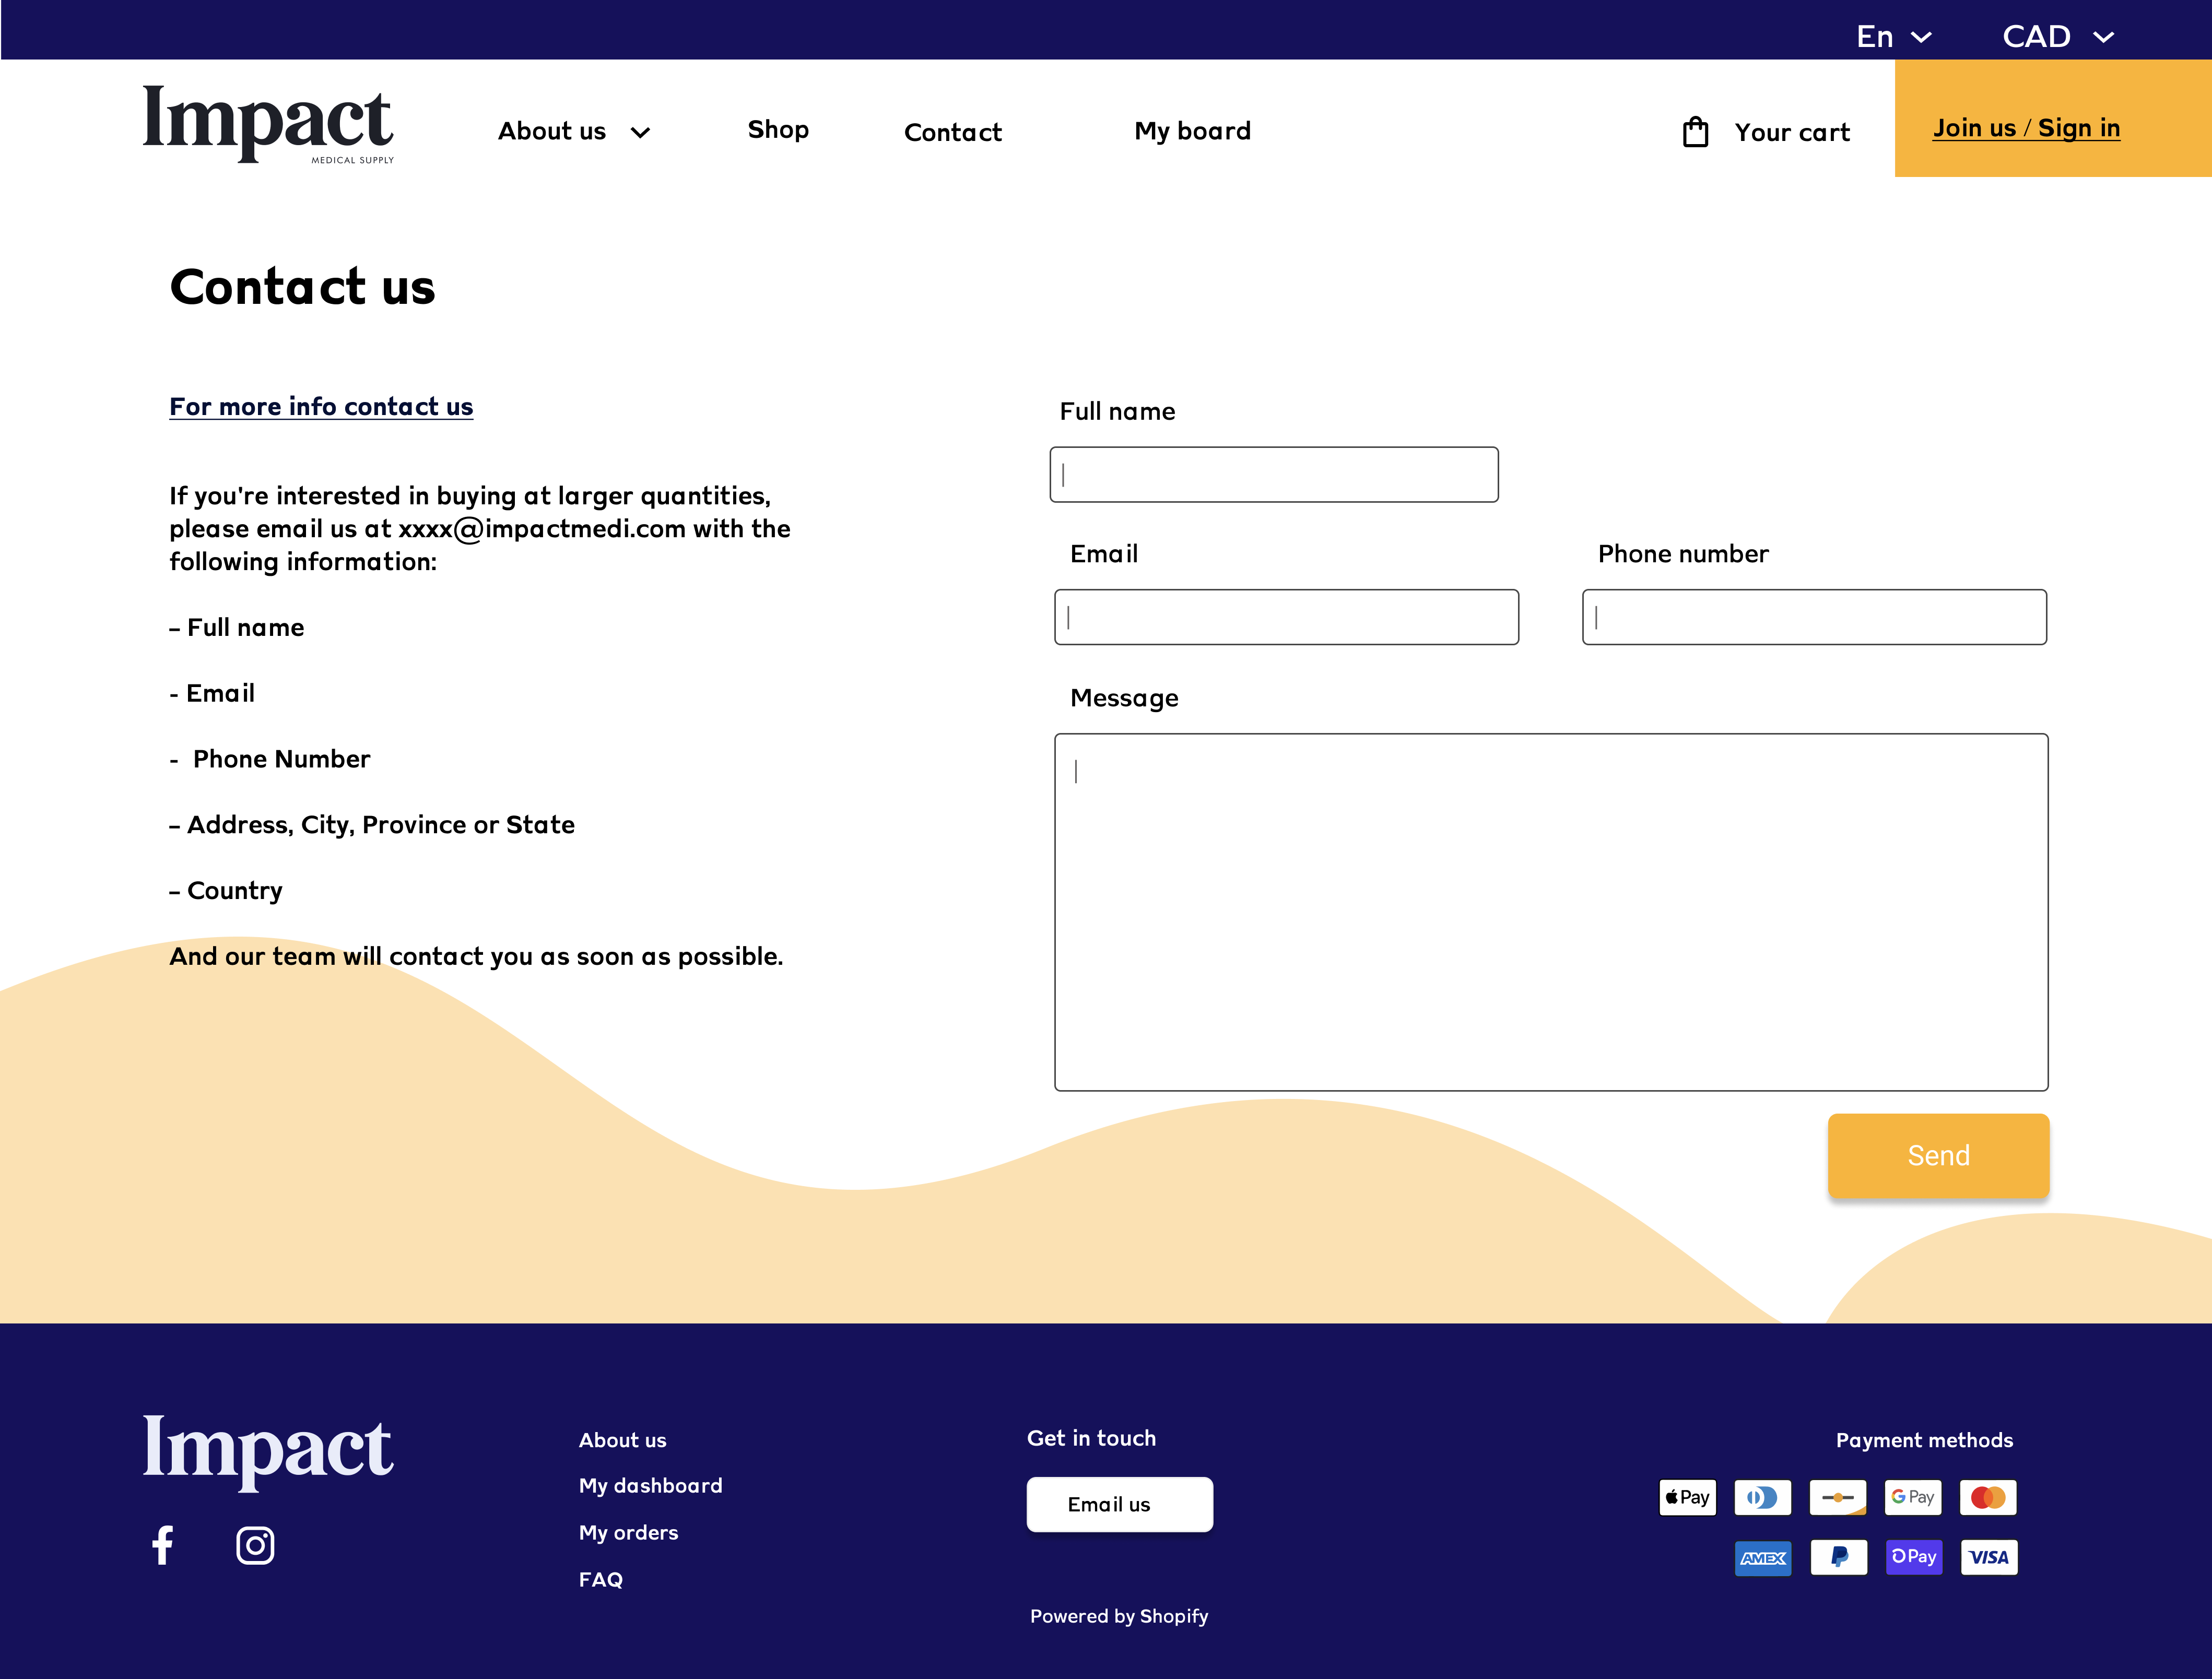 En
CAD
Impact
MEDICAL SUPPLY
About us
Shop
Contact
My board
Your cart
Join us / Sign in
Contact us
For more info contact us
If you're interested in buying at larger quantities,
please email us at xxxx@impactmedi.com with the
following information:
– Full name
- Email
-  Phone Number
– Address, City, Province or State
– Country
And our team will contact you as soon as possible.
Full name
Email
Phone number
Message
Send
Impact
About us
My dashboard
My orders
FAQ
Get in touch
Email us
Powered by Shopify
Payment methods
Pay
G Pay
AMEX
Pay
VISA